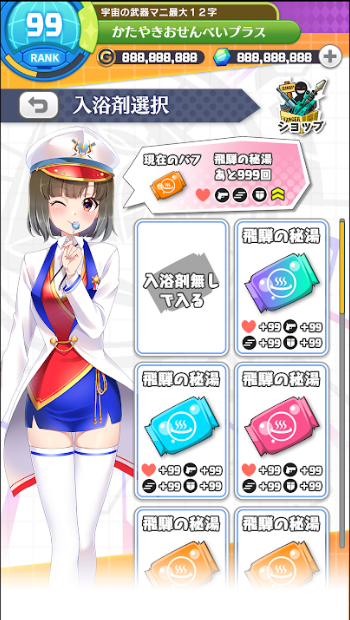 99
RANK
宇宙の武器マニ最大１２字
かたやきおせんべいプラス
G 888,888,888
888,888,888
入浴剤選択
DANGER
ショップ
現在のバフ 飛騨の秘湯
あと999回
入浴剤無し
で入る
飛騨の秘湯
+99 +99
+99 +99
飛騨の秘湯
+99 +99
+99 +99
飛騨の秘湯
+99 +99
+99 +99
飛騨の秘湯
飛騨の秘湯